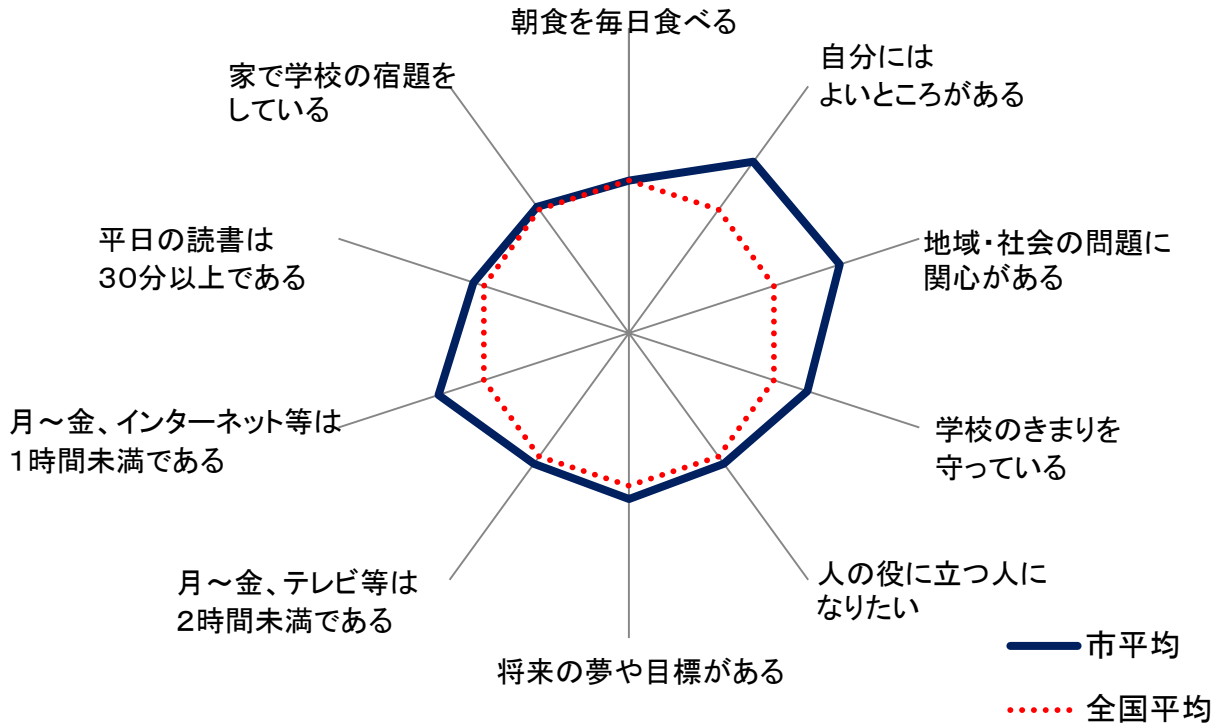 朝食を毎日食べる
自分には
よいところがある
地域・社会の問題に
関心がある
学校のきまりを
守っている
人の役に立つ人に
なりたい
将来の夢や目標がある
月～金、テレビ等は
２時間未満である
月～金、インターネット等は
１時間未満である
平日の読書は
３０分以上である
家で学校の宿題を
している
市平均
全国平均